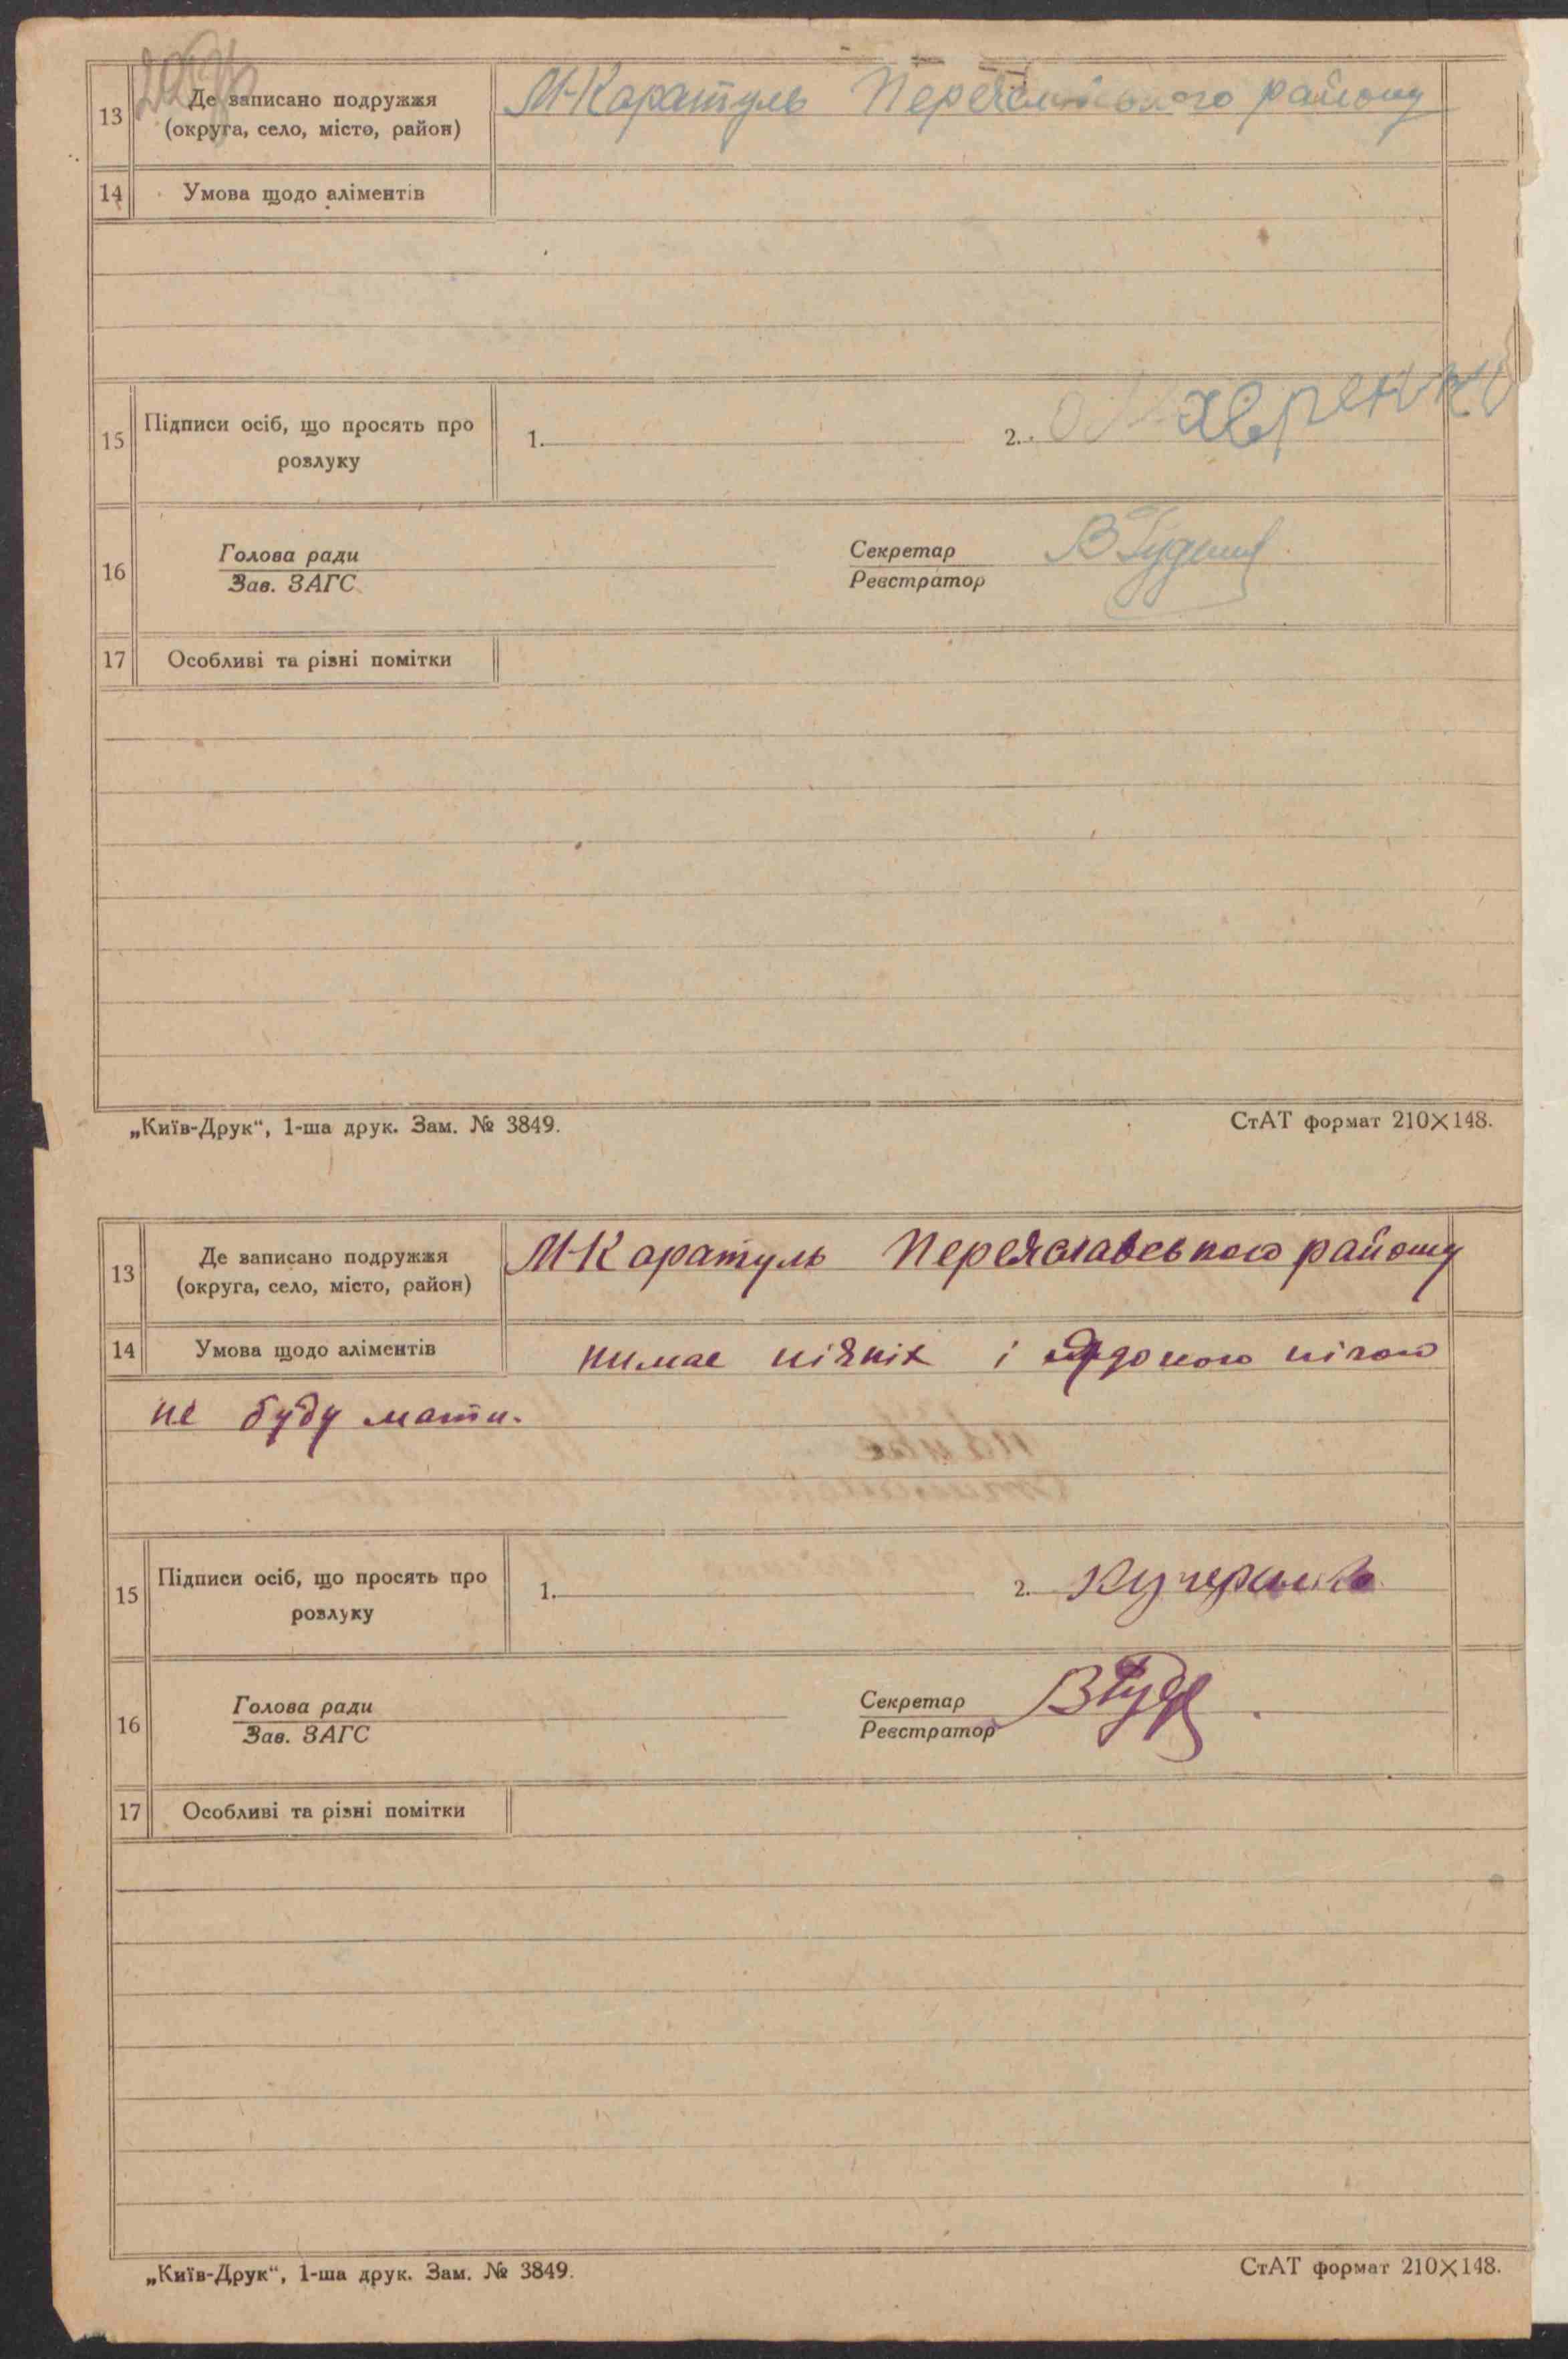 13 Де записано подружжя М-Каратуль Переяславського району
(округа, село, місто, район)
14 Умова щодо аліментів
15 Підписи осіб, що просять про 1. 2. Лавренко
розлуку
16 Голова ради Секретар
Зав. ЗАГС Реєстратор
17 Особливі та різні помітки
„Київ-Друк“, 1-ша друк. Зам. № 3849. СтАТ формат 210×148.
13 Де записано подружжя М-Каратуль Переяславського району
(округа, село, місто, район)
14 Умова щодо аліментів нимае ніяніх і
не буду мати.
15 Підписи осіб, що просять про 1. 2. Кучеренко
розлуку
16 Голова ради Секретар
Зав. ЗАГС Реєстратор
17 Особливі та різні помітки
„Київ-Друк“, 1-ша друк. Зам. № 3849. СтАТ формат 210×148.